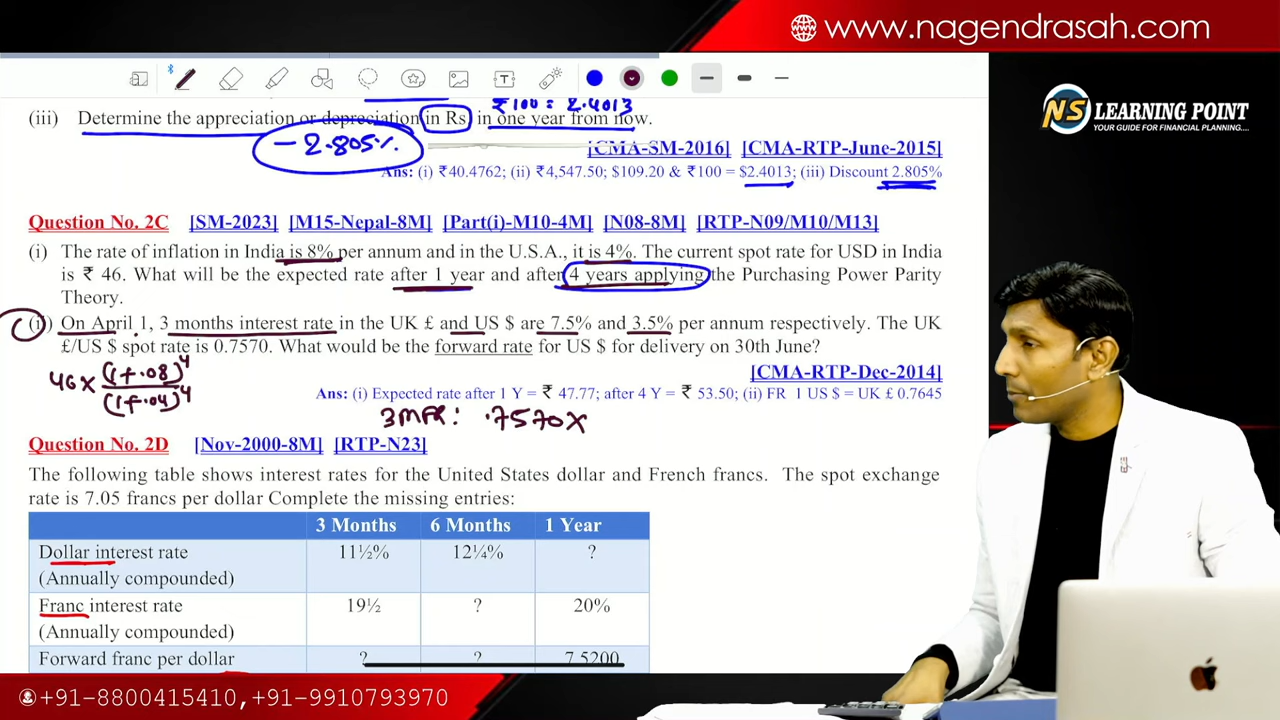 www.nagendrasah.com
NS LEARNING POINT
YOUR GUIDE FOR FINANCIAL PLANNING....
₹100 = 2.4013
(iii) Determine the appreciation or depreciation in Rs. in one year from now.
- 2.805%
[CMA-SM-2016] [CMA-RTP-June-2015]
Ans: (i) ₹40.4762; (ii) ₹4,547.50; $109.20 & ₹100 = $2.4013; (iii) Discount 2.805%
Question No. 2C [SM-2023] [M15-Nepal-8M] [Part(i)-M10-4M] [N08-8M] [RTP-N09/M10/M13]
(i) The rate of inflation in India is 8% per annum and in the U.S.A., it is 4%. The current spot rate for USD in India
is ₹ 46. What will be the expected rate after 1 year and after 4 years applying the Purchasing Power Parity
Theory.
(ii) On April 1, 3 months interest rate in the UK £ and US $ are 7.5% and 3.5% per annum respectively. The UK
£/US $ spot rate is 0.7570. What would be the forward rate for US $ for delivery on 30th June?
[CMA-RTP-Dec-2014]
46 x (1+.08)^4
(1+.04)^4
Ans: (i) Expected rate after 1 Y = ₹ 47.77; after 4 Y = ₹ 53.50; (ii) FR 1 US $ = UK £ 0.7645
3MFR: .7570 x
Question No. 2D [Nov-2000-8M] [RTP-N23]
The following table shows interest rates for the United States dollar and French francs. The spot exchange
rate is 7.05 francs per dollar Complete the missing entries:
3 Months 6 Months 1 Year
Dollar interest rate 11½% 12¼% ?
(Annually compounded)
Franc interest rate 19½ ? 20%
(Annually compounded)
Forward franc per dollar ? ? 7.5200
+91-8800415410,+91-9910793970